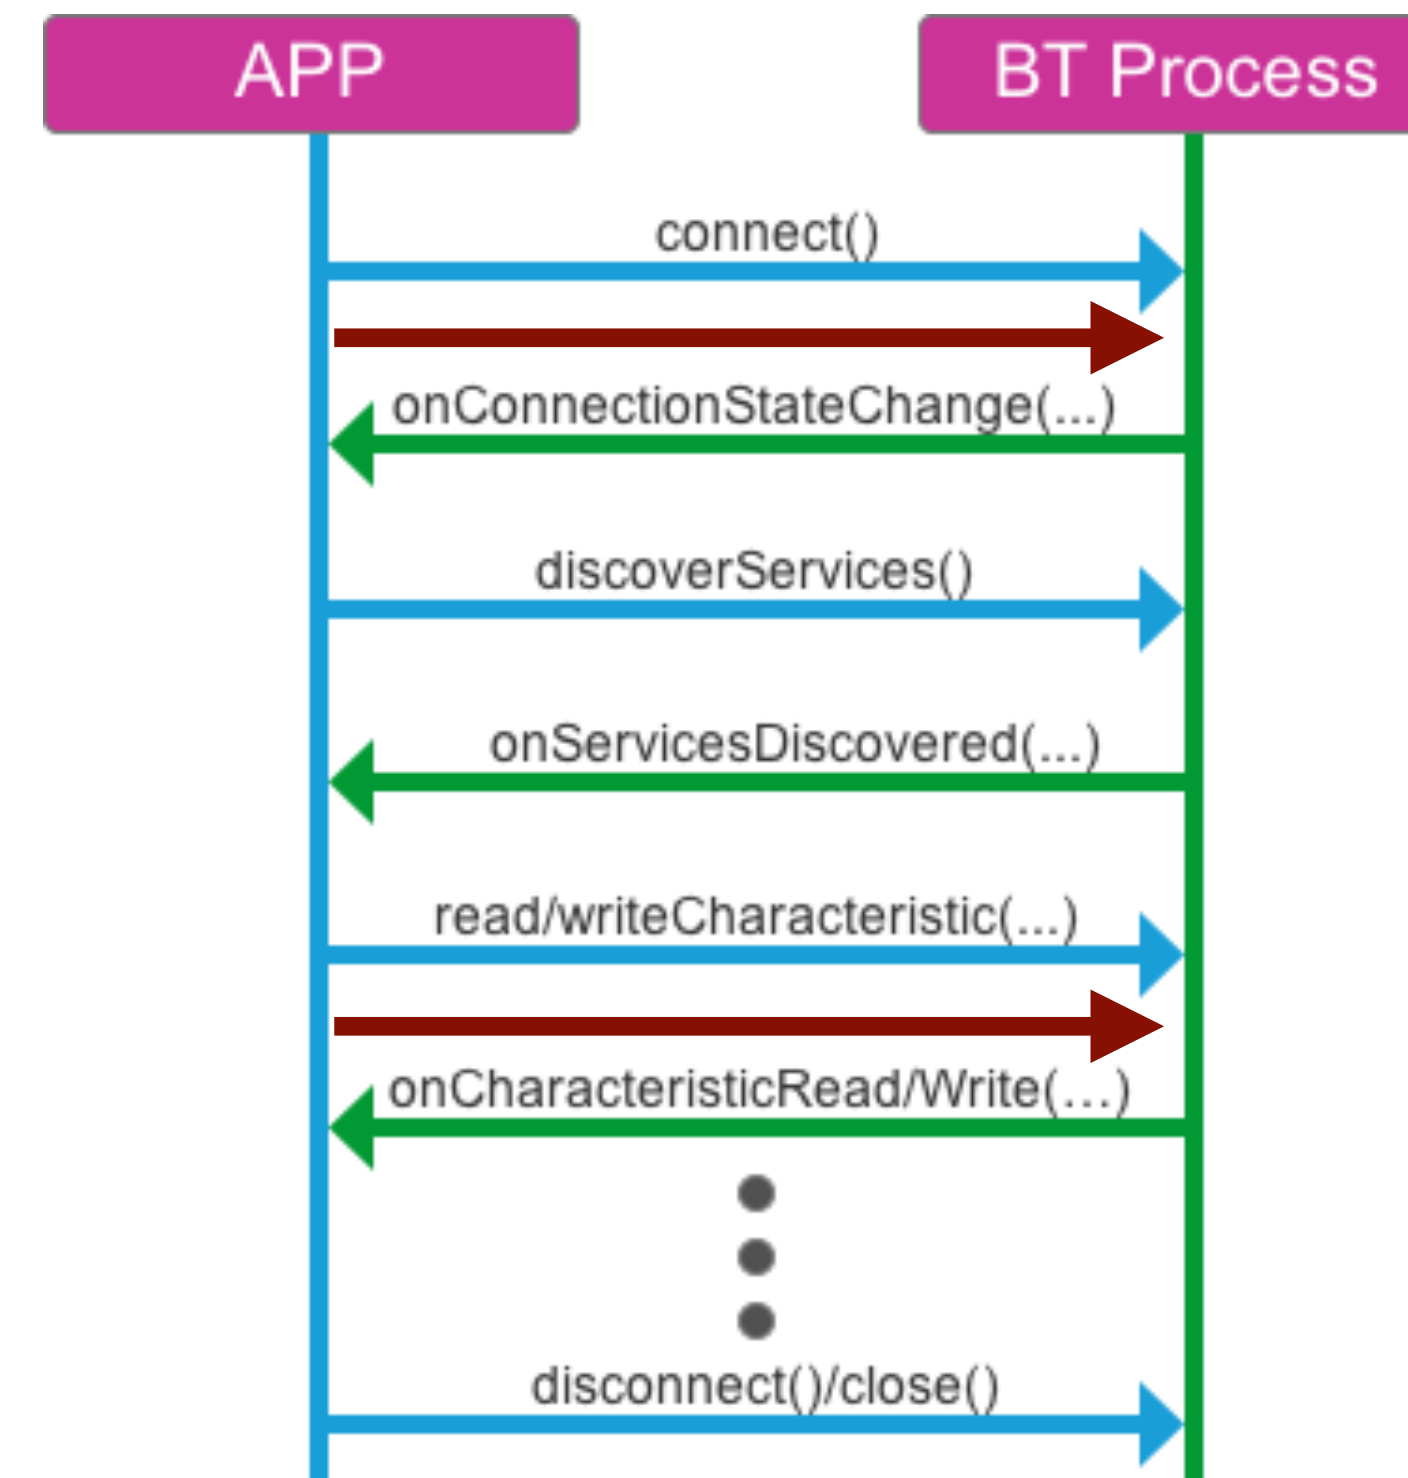 APP
BT Process
connect()
onConnectionStateChange(...)
discoverServices()
onServicesDiscovered(...)
read/writeCharacteristic(...)
onCharacteristicRead/Write(...)
disconnect()/close()